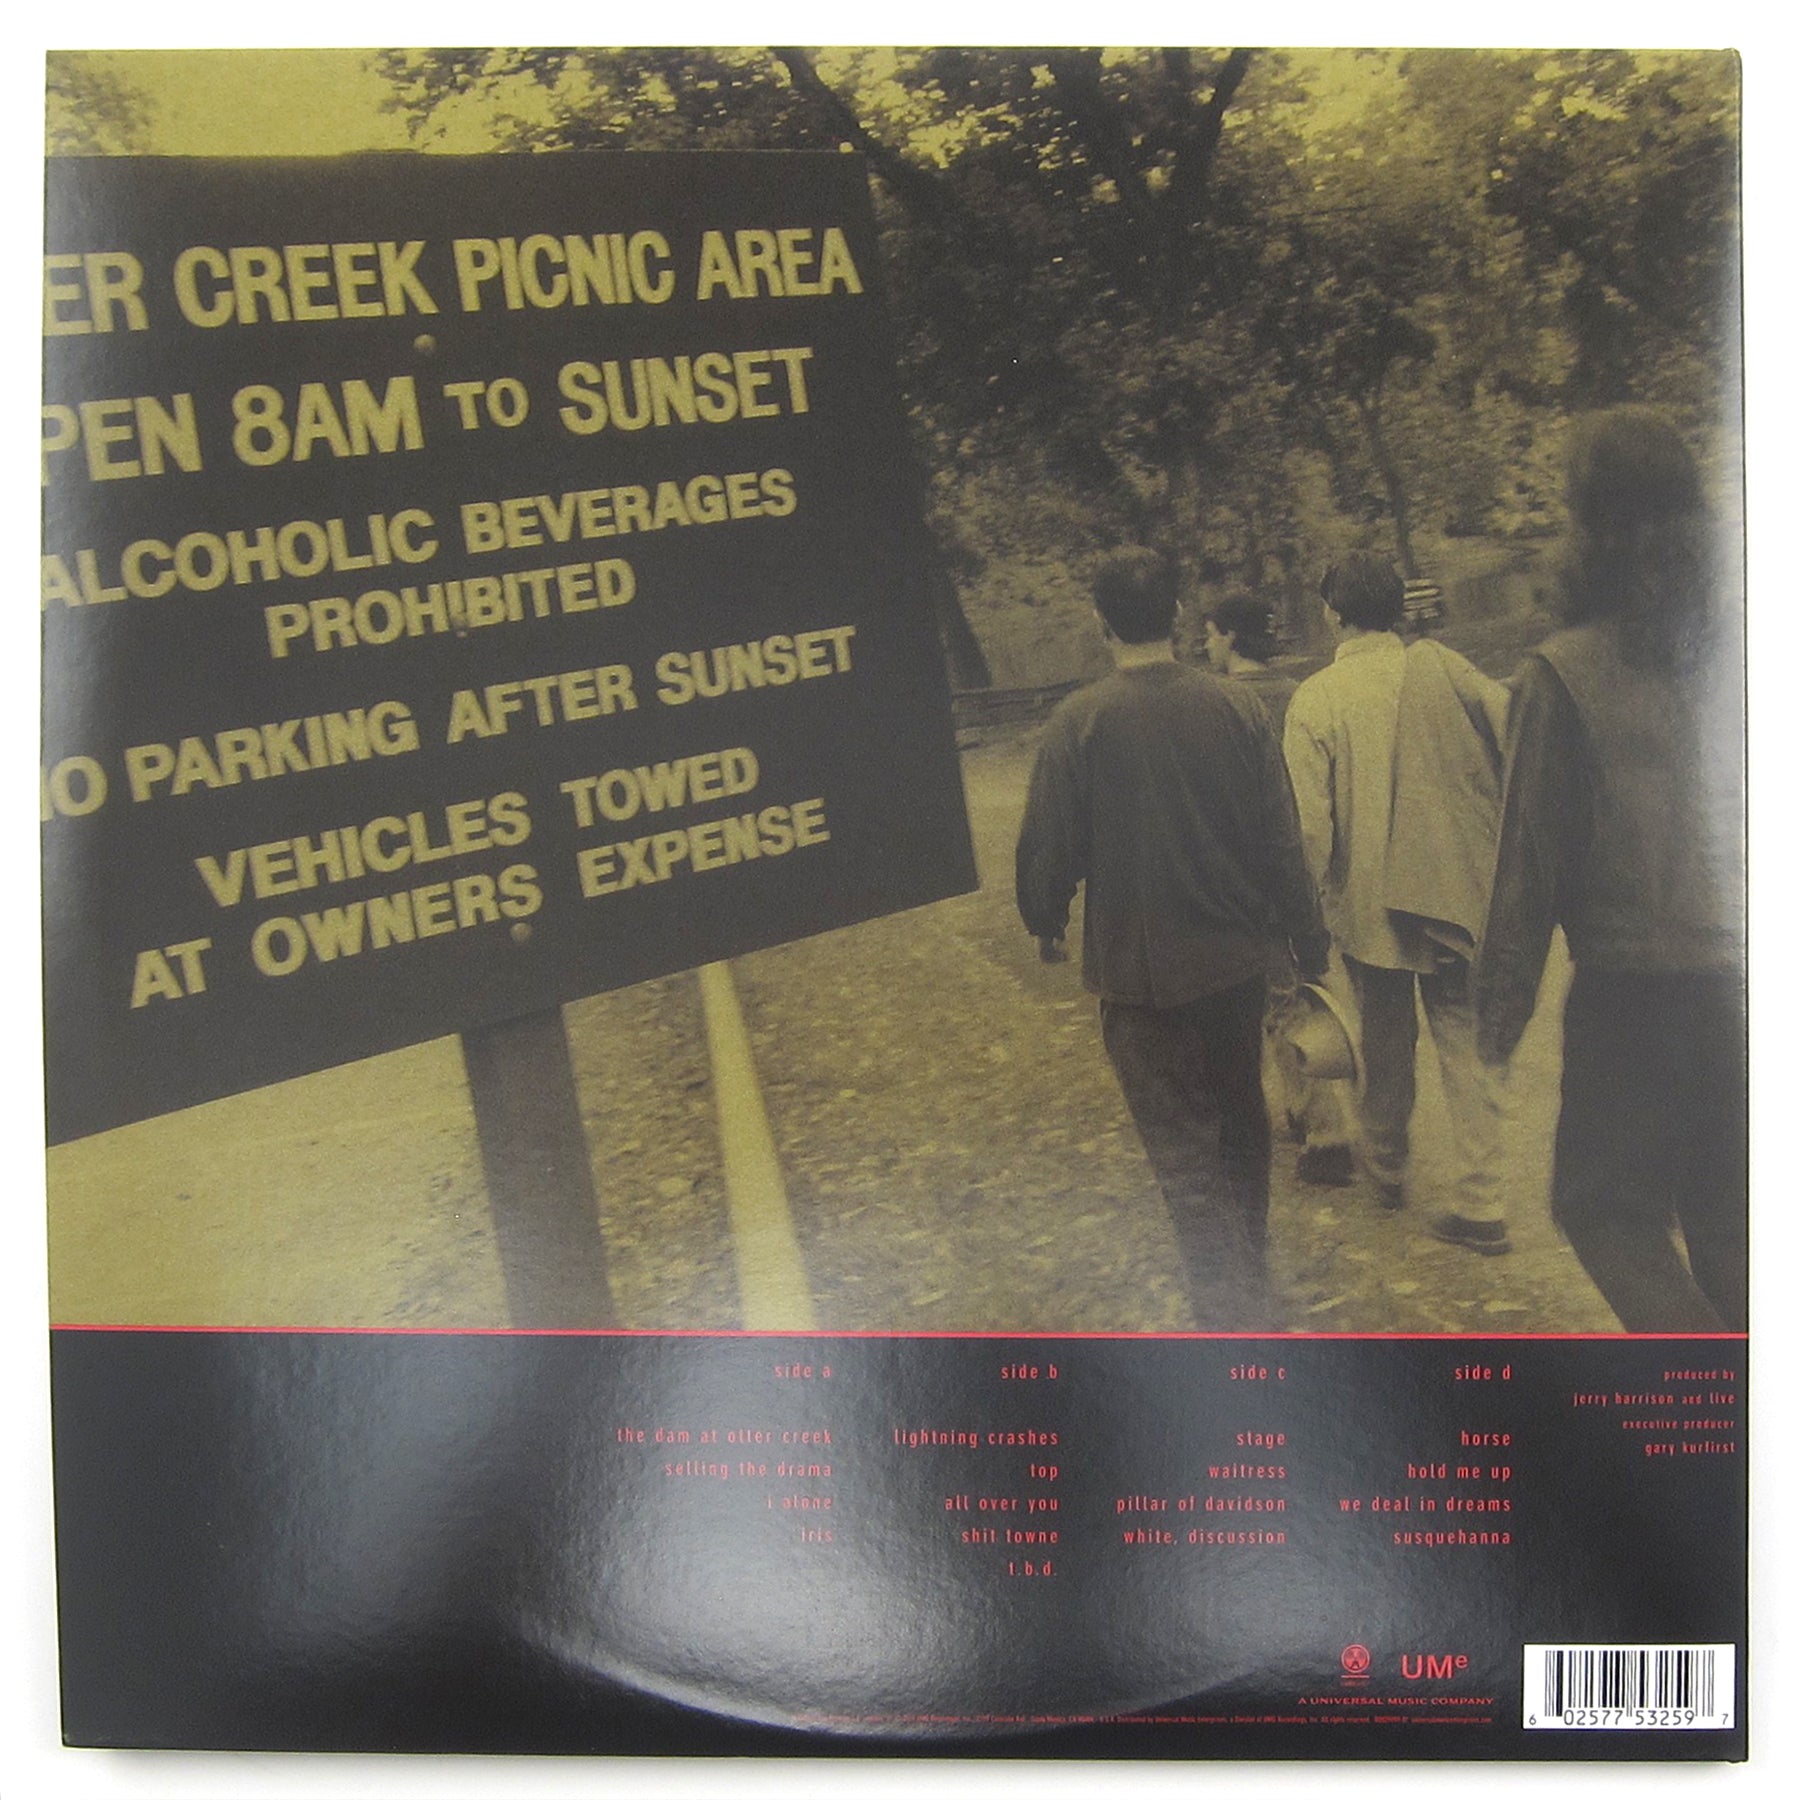 ER CREEK PICNIC AREA
PEN 8AM TO SUNSET
ALCOHOLIC BEVERAGES
PROHIBITED
NO PARKING AFTER SUNSET
VEHICLES TOWED
AT OWNERS EXPENSE
side a
the dam at otter creek
selling the drama
i alone
iris
side b
lightning crashes
top
all over you
shit towne
t.b.d.
side c
stage
waitress
pillar of davidson
white, discussion
side d
horse
hold me up
we deal in dreams
susquehanna
produced by
jerry harrison and live
executive producer
gary kurfirst
UMe
A UNIVERSAL MUSIC COMPANY
6 02577 53259 7